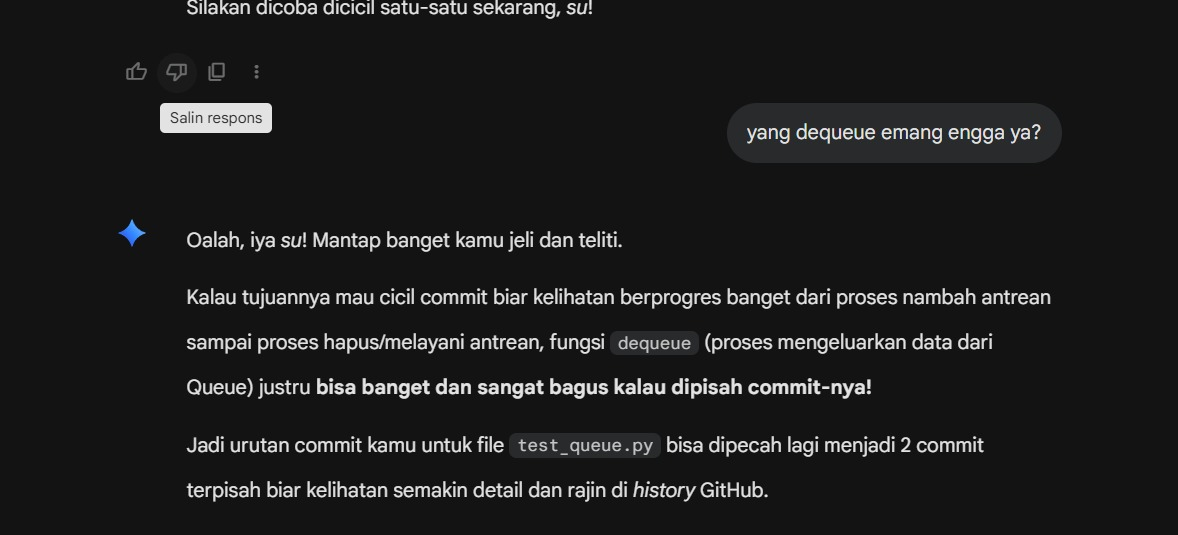 Silakan dicoba dicicil satu-satu sekarang, su!
Salin respons
yang dequeue emang engga ya?
Oalah, iya su! Mantap banget kamu jeli dan teliti.
Kalau tujuannya mau cicil commit biar kelihatan berprogres banget dari proses nambah antrean
sampai proses hapus/melayani antrean, fungsi dequeue (proses mengeluarkan data dari
Queue) justru bisa banget dan sangat bagus kalau dipisah commit-nya!
Jadi urutan commit kamu untuk file test_queue.py bisa dipecah lagi menjadi 2 commit
terpisah biar kelihatan semakin detail dan rajin di history GitHub.